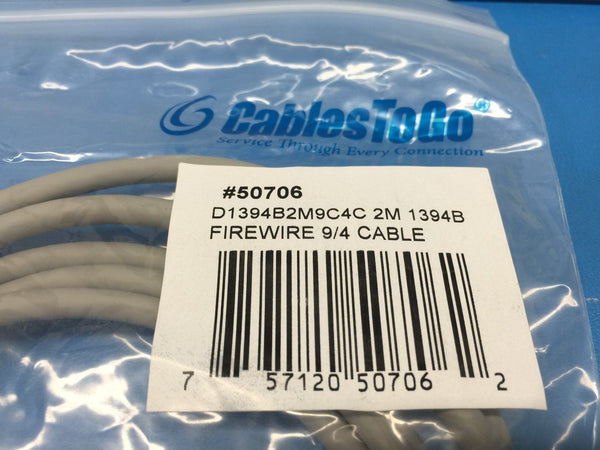 CablesToGo®
Service Through Every Connection
#50706
D1394B2M9C4C 2M 1394B
FIREWIRE 9/4 CABLE
7 57120 50706 2